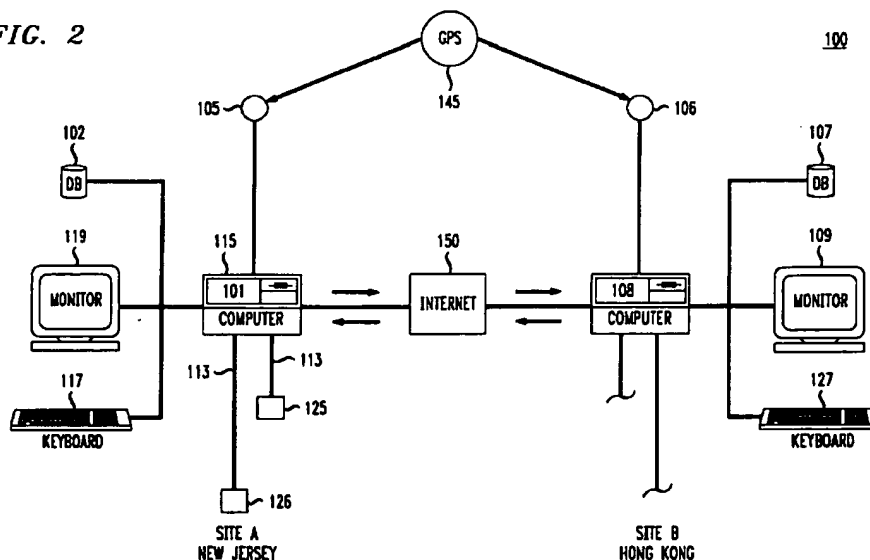 FIG. 2
GPS
100
145
105
106
102
DB
107
DB
119
115
150
109
MONITOR
101
COMPUTER
INTERNET
108
COMPUTER
MONITOR
113
113
117
KEYBOARD
125
127
KEYBOARD
126
SITE A
NEW JERSEY
SITE B
HONG KONG